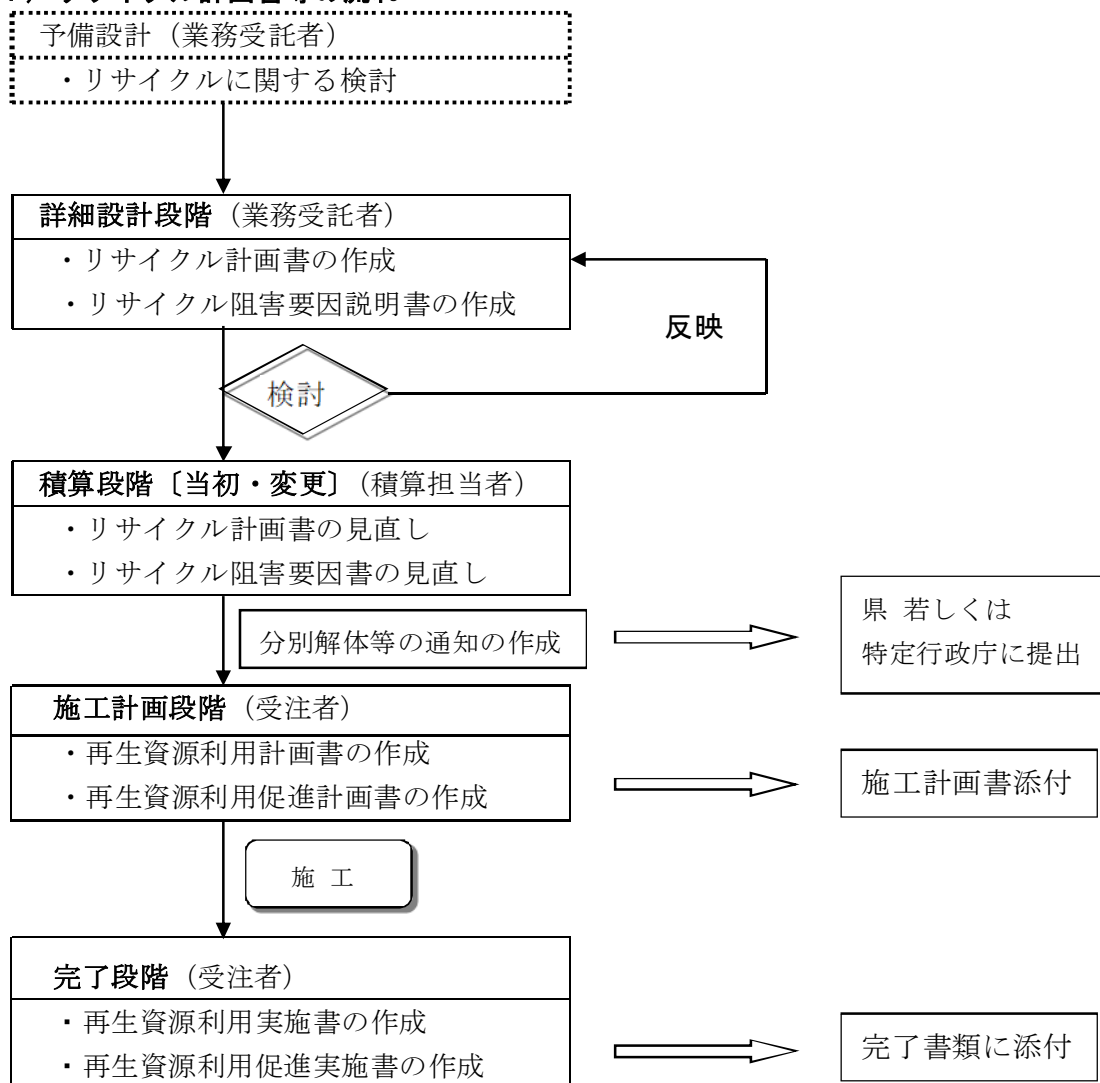 予備設計（業務受託者）
・リサイクルに関する検討
詳細設計段階（業務受託者）
・リサイクル計画書の作成
・リサイクル阻害要因説明書の作成
反映
検討
積算段階〔当初・変更〕（積算担当者）
・リサイクル計画書の見直し
・リサイクル阻害要因書の見直し
分別解体等の通知の作成
県 若しくは
特定行政庁に提出
施工計画段階（受注者）
・再生資源利用計画書の作成
・再生資源利用促進計画書の作成
施工計画書添付
施 工
完了段階（受注者）
・再生資源利用実施書の作成
・再生資源利用促進実施書の作成
完了書類に添付